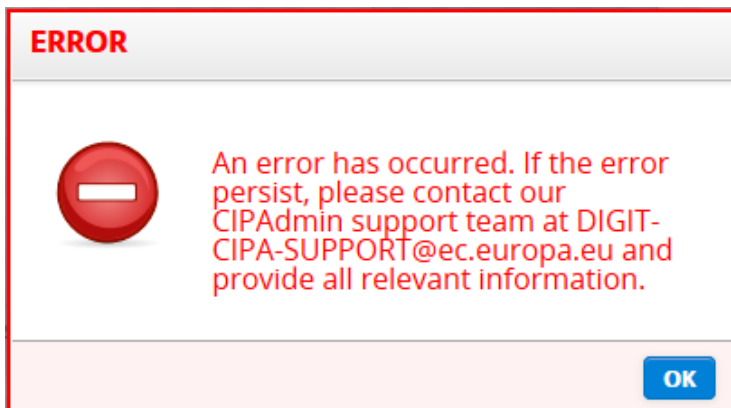 ERROR
An error has occurred. If the error
persist, please contact our
CIPAdmin support team at DIGIT-
CIPA-SUPPORT@ec.europa.eu and
provide all relevant information.
OK